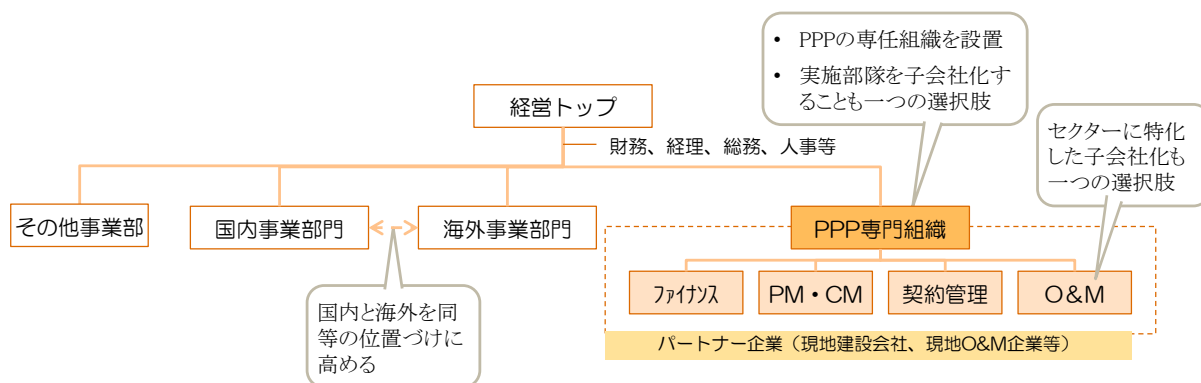 • PPPの専任組織を設置
• 実施部隊を子会社化す
ることも一つの選択肢
経営トップ
財務、経理、総務、人事等
セクターに特化
した子会社化も
一つの選択肢
その他事業部
国内事業部門
海外事業部門
PPP専門組織
ファイナンス
PM・CM
契約管理
O&M
国内と海外を同
等の位置づけに
高める
パートナー企業（現地建設会社、現地O&M企業等）